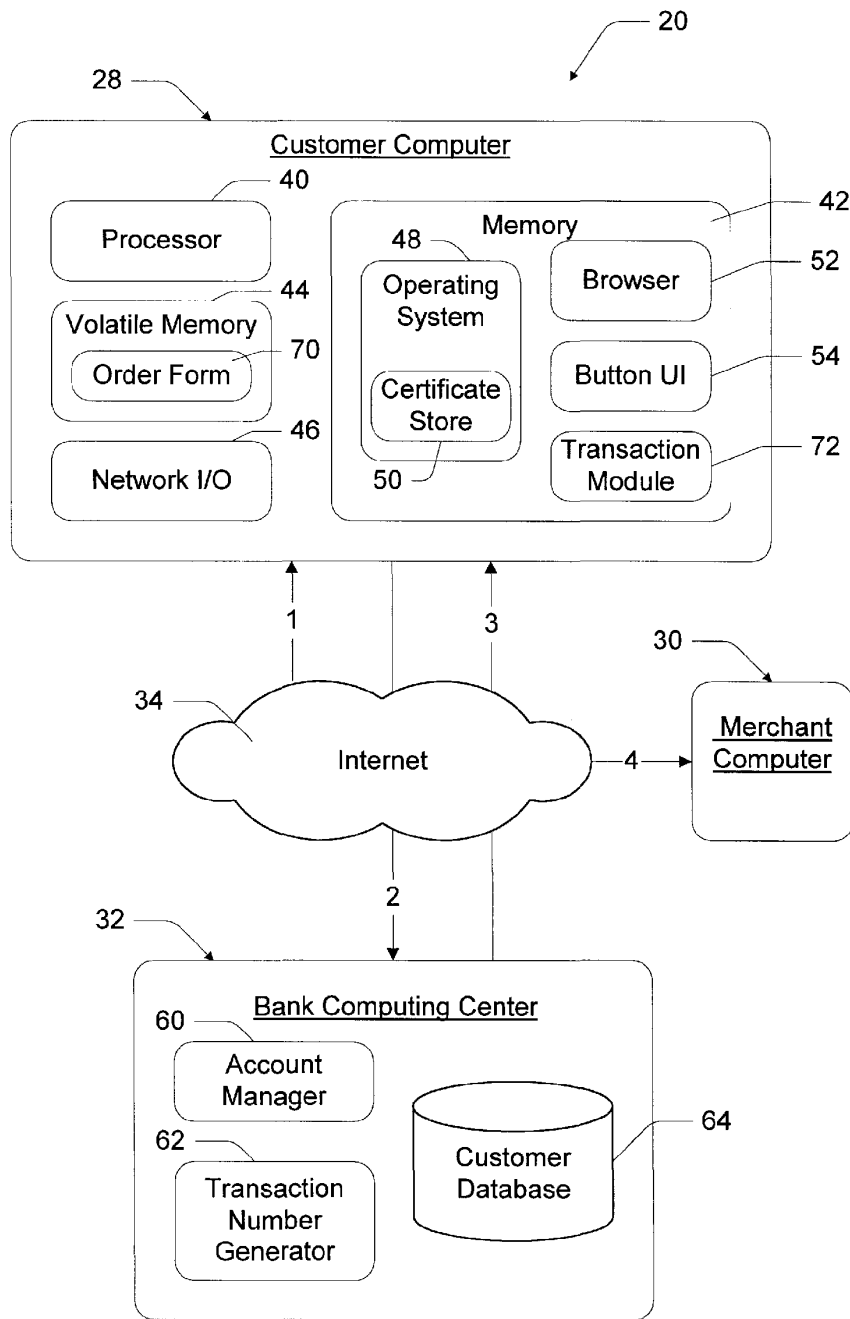 20
28
Customer Computer
40
Processor
42
Memory
48
Operating
System
Browser
52
44
Volatile Memory
70
Order Form
Button UI
54
Certificate
Store
46
Network I/O
50
Transaction
Module
72
1
3
30
34
Internet
4
Merchant
Computer
2
32
Bank Computing Center
60
Account
Manager
62
Transaction
Number
Generator
Customer
Database
64